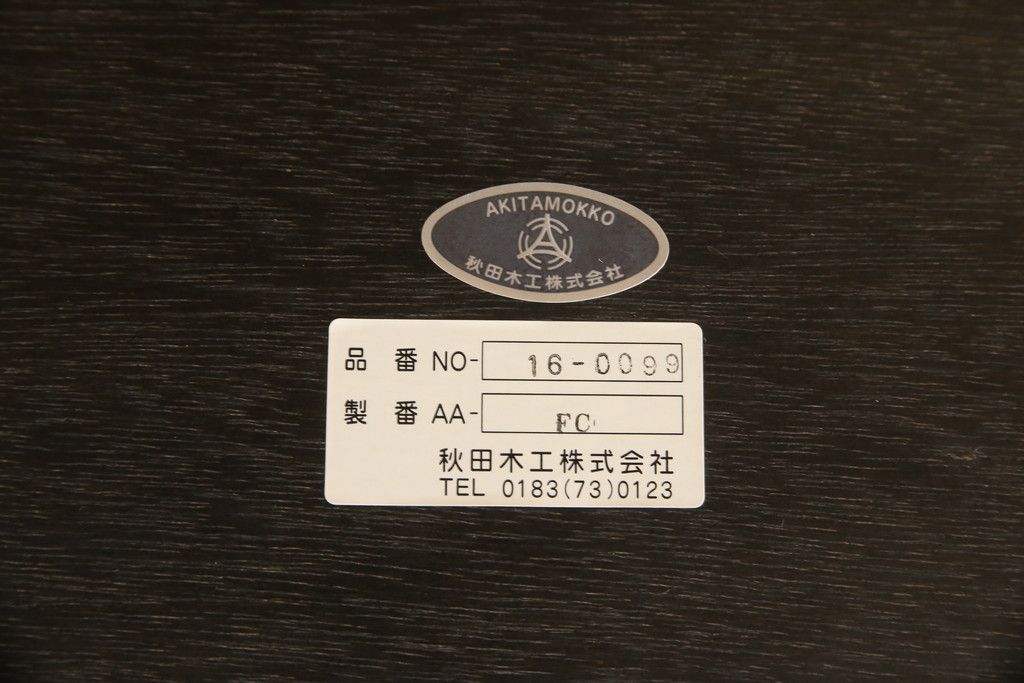 AKITAMOKKO
秋田木工株式会社
品 番 NO- 16-0099
製 番 AA- FC
秋田木工株式会社
TEL 0183(73)0123